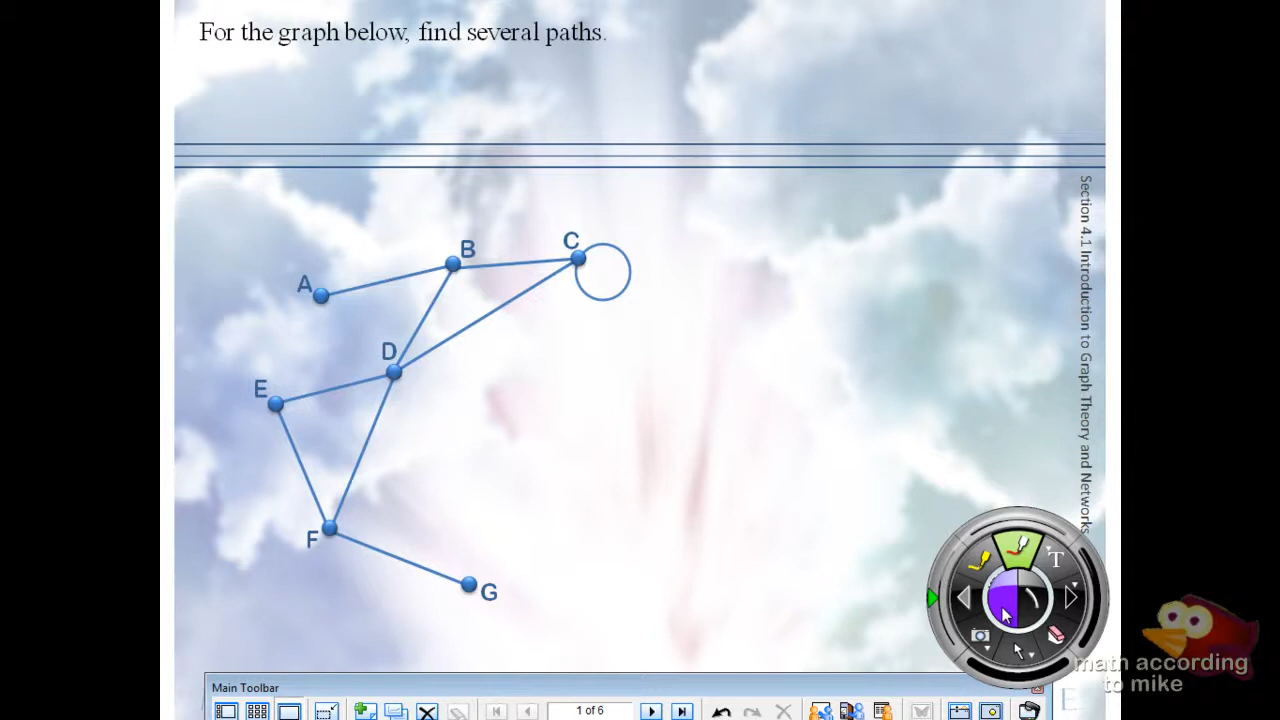 For the graph below, find several paths.
Section 4.1 Introduction to Graph Theory and Networks
B
C
A
D
E
F
G
T
math according
to mike
Main Toolbar
1 of 6